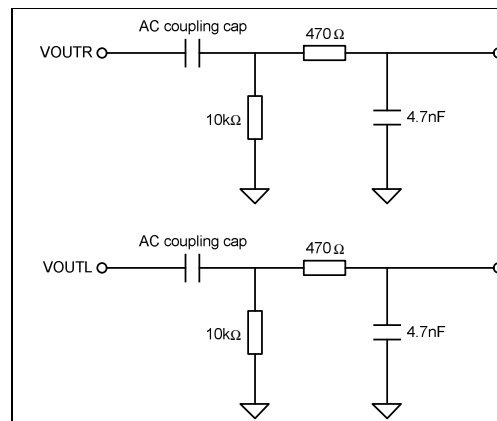 AC coupling cap
470Ω
VOUTR
10kΩ
4.7nF
AC coupling cap
470Ω
VOUTL
10kΩ
4.7nF